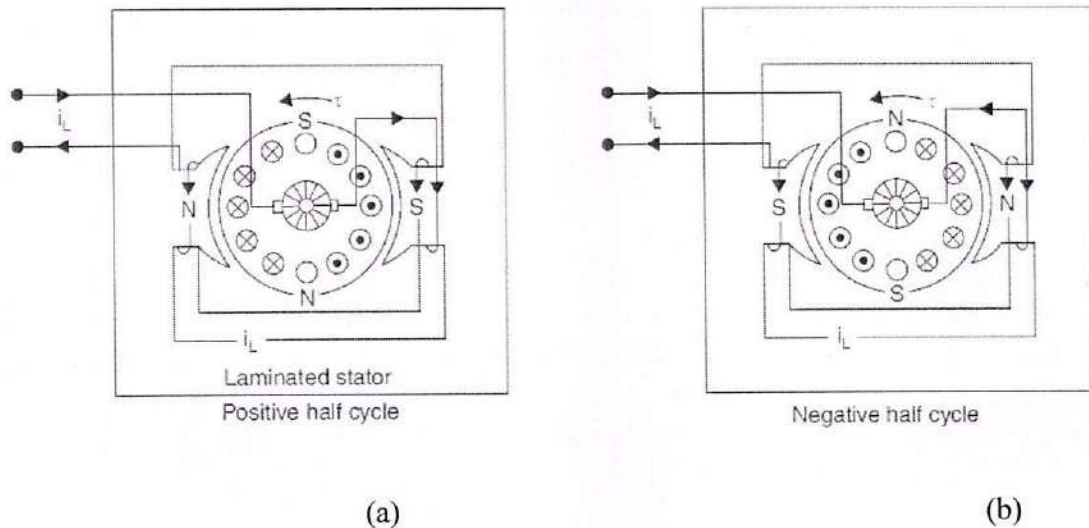 τ
S
i_L
N
S
N
i_L
Laminated stator
Positive half cycle
(a)
τ
N
i_L
S
N
S
i_L
Negative half cycle
(b)